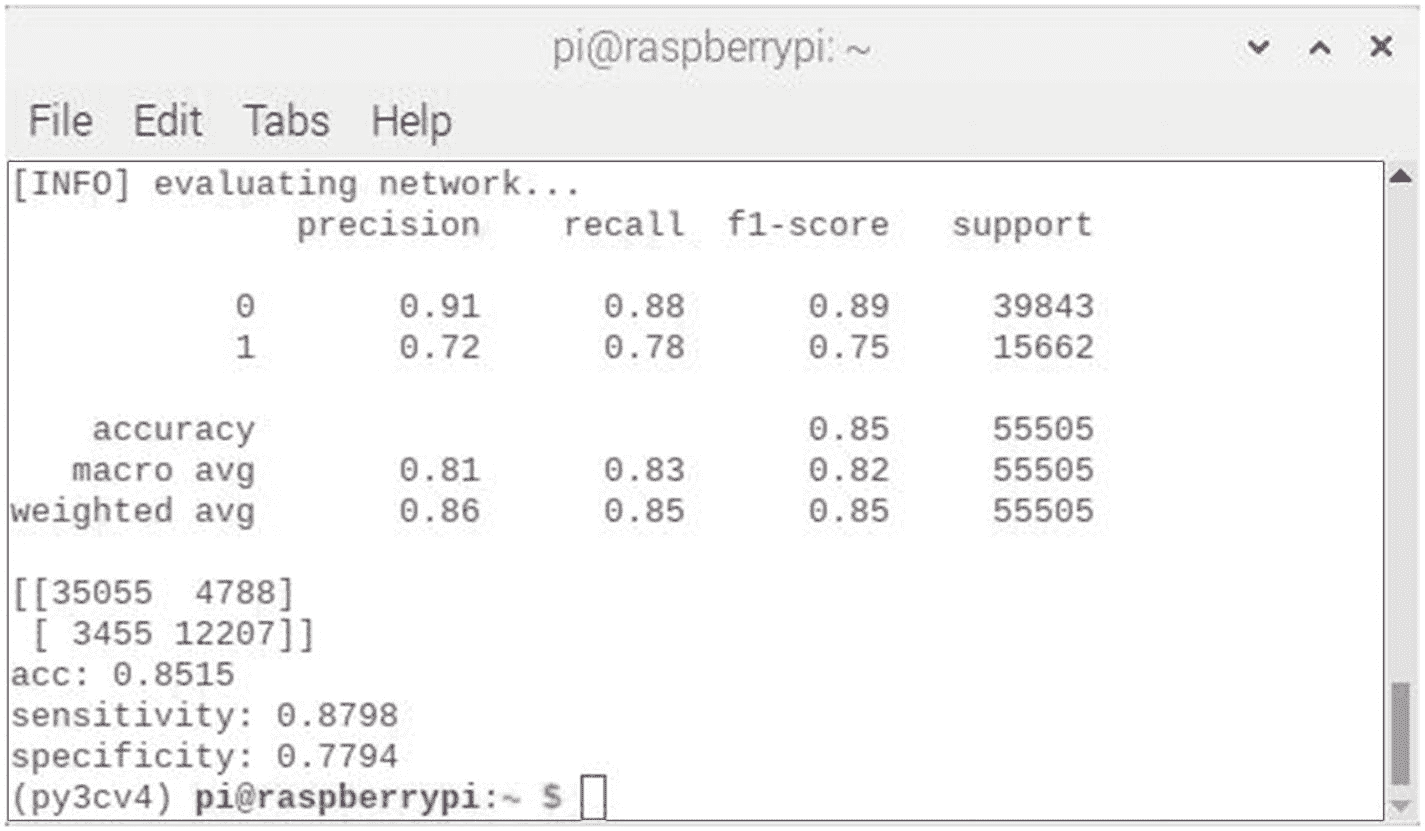 pi@raspberrypi: ~
File Edit Tabs Help
[INFO] evaluating network...
precision recall f1-score support
0 0.91 0.88 0.89 39843
1 0.72 0.78 0.75 15662
accuracy 0.85 55505
macro avg 0.81 0.83 0.82 55505
weighted avg 0.86 0.85 0.85 55505
[[35055 4788]
[ 3455 12207]]
acc: 0.8515
sensitivity: 0.8798
specificity: 0.7794
(py3cv4) pi@raspberrypi:~ $